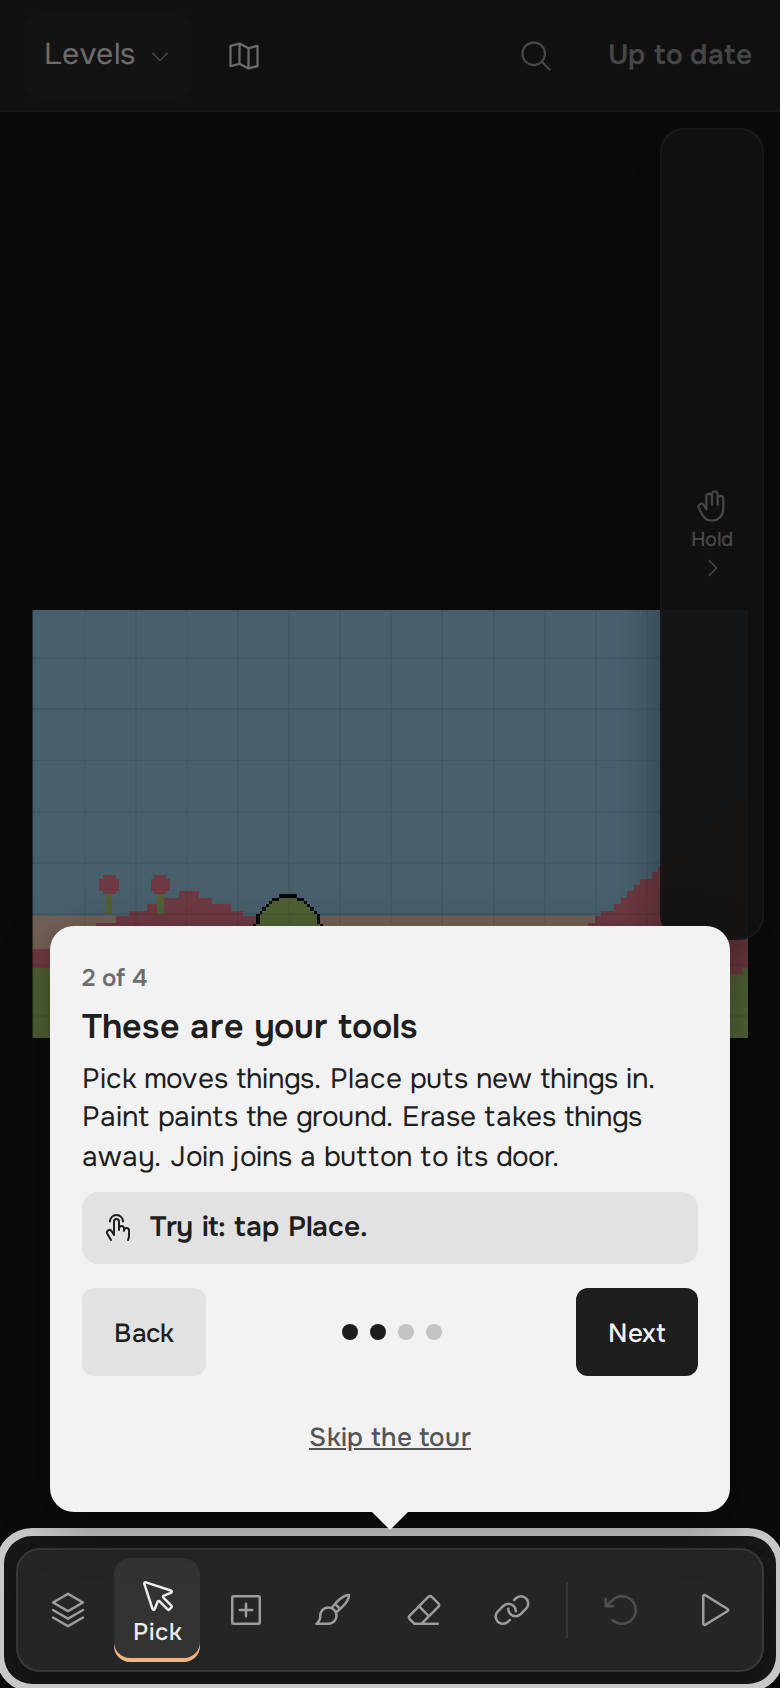 Levels
Up to date
Hold
2 of 4
These are your tools
Pick moves things. Place puts new things in.
Paint paints the ground. Erase takes things
away. Join joins a button to its door.
Try it: tap Place.
Back
Next
Skip the tour
Pick